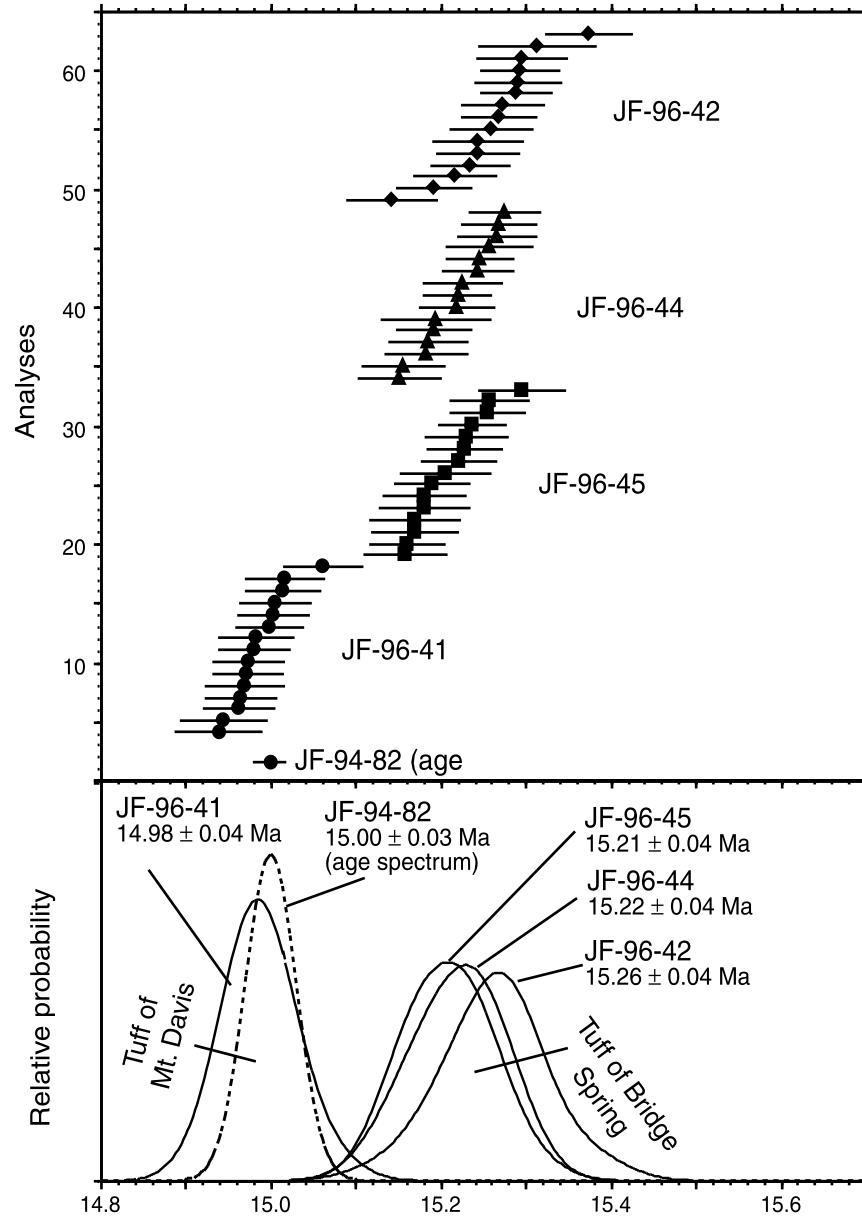 60
JF-96-42
50
40
JF-96-44
Analyses
30
JF-96-45
20
JF-96-41
10
JF-94-82 (age
JF-96-41
14.98 ± 0.04 Ma
JF-94-82
15.00 ± 0.03 Ma
(age spectrum)
JF-96-45
15.21 ± 0.04 Ma
JF-96-44
15.22 ± 0.04 Ma
JF-96-42
15.26 ± 0.04 Ma
Relative probability
Tuff of
Mt. Davis
Tuff of Bridge
Spring
14.8
15.0
15.2
15.4
15.6